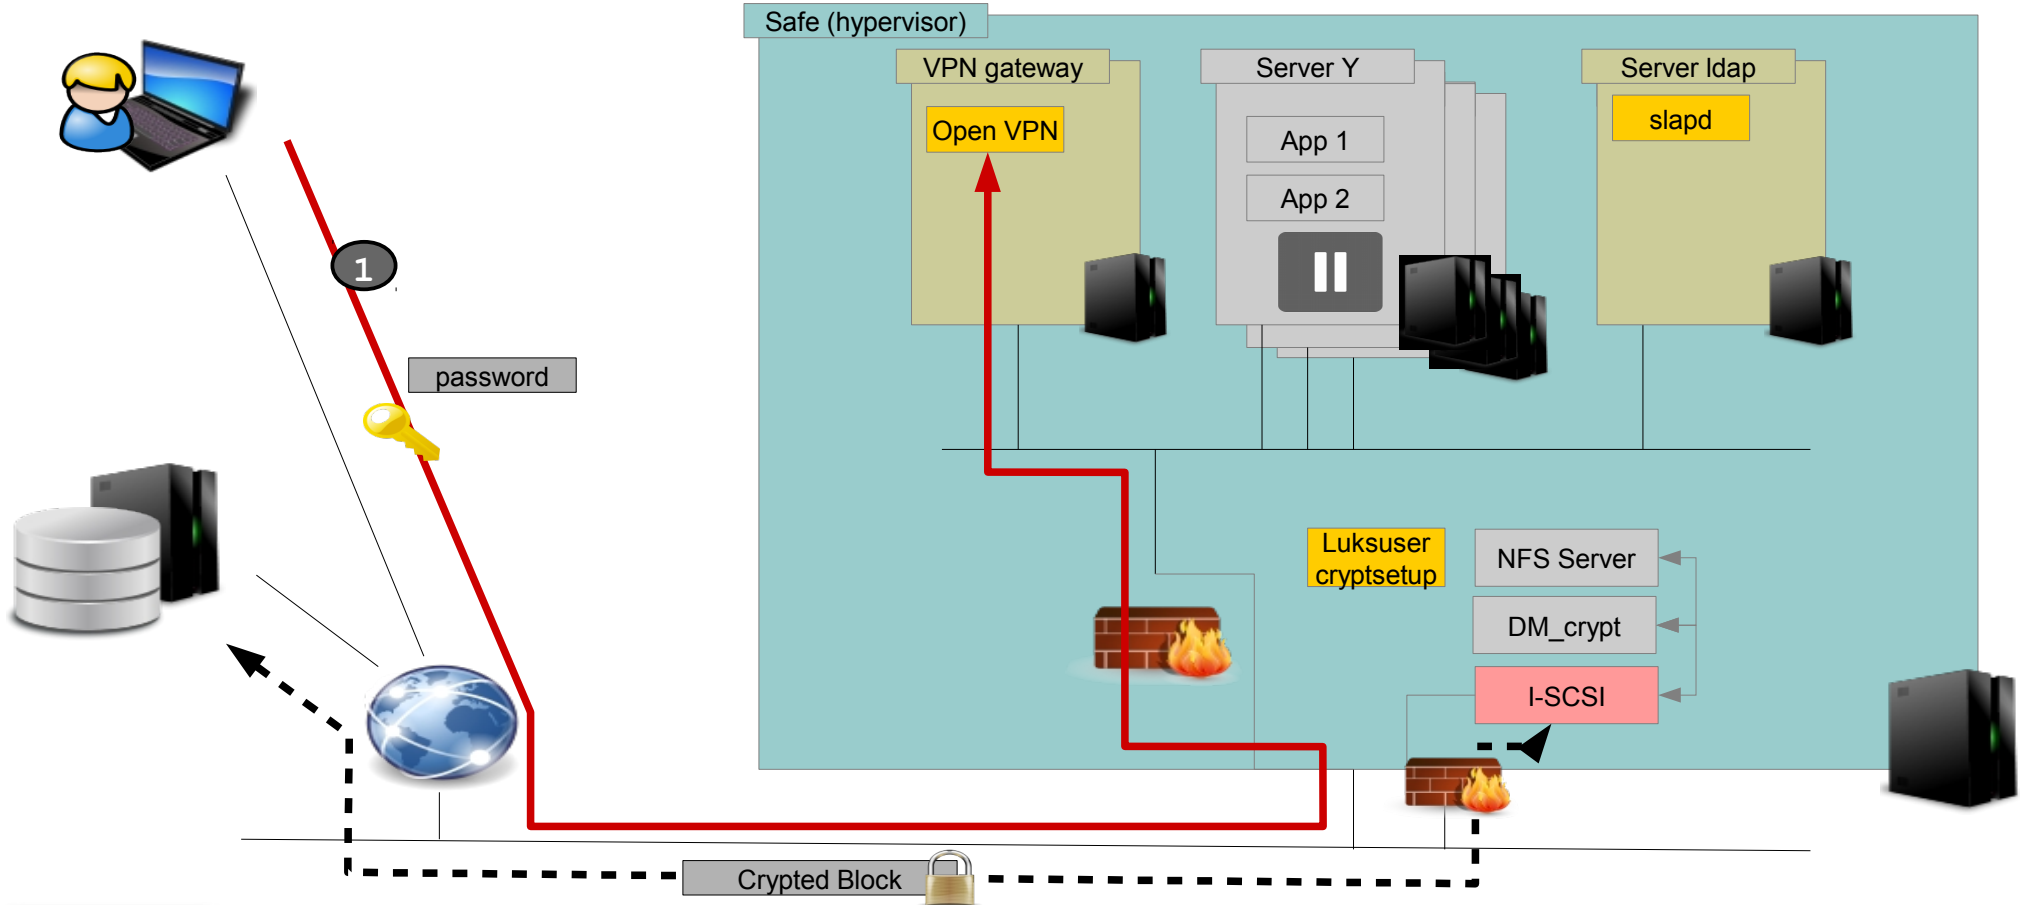 Safe (hypervisor)
VPN gateway
Server Y
Server ldap
Open VPN
slapd
App 1
App 2
1
password
Luksuser
cryptsetup
NFS Server
DM_crypt
I-SCSI
Crypted Block